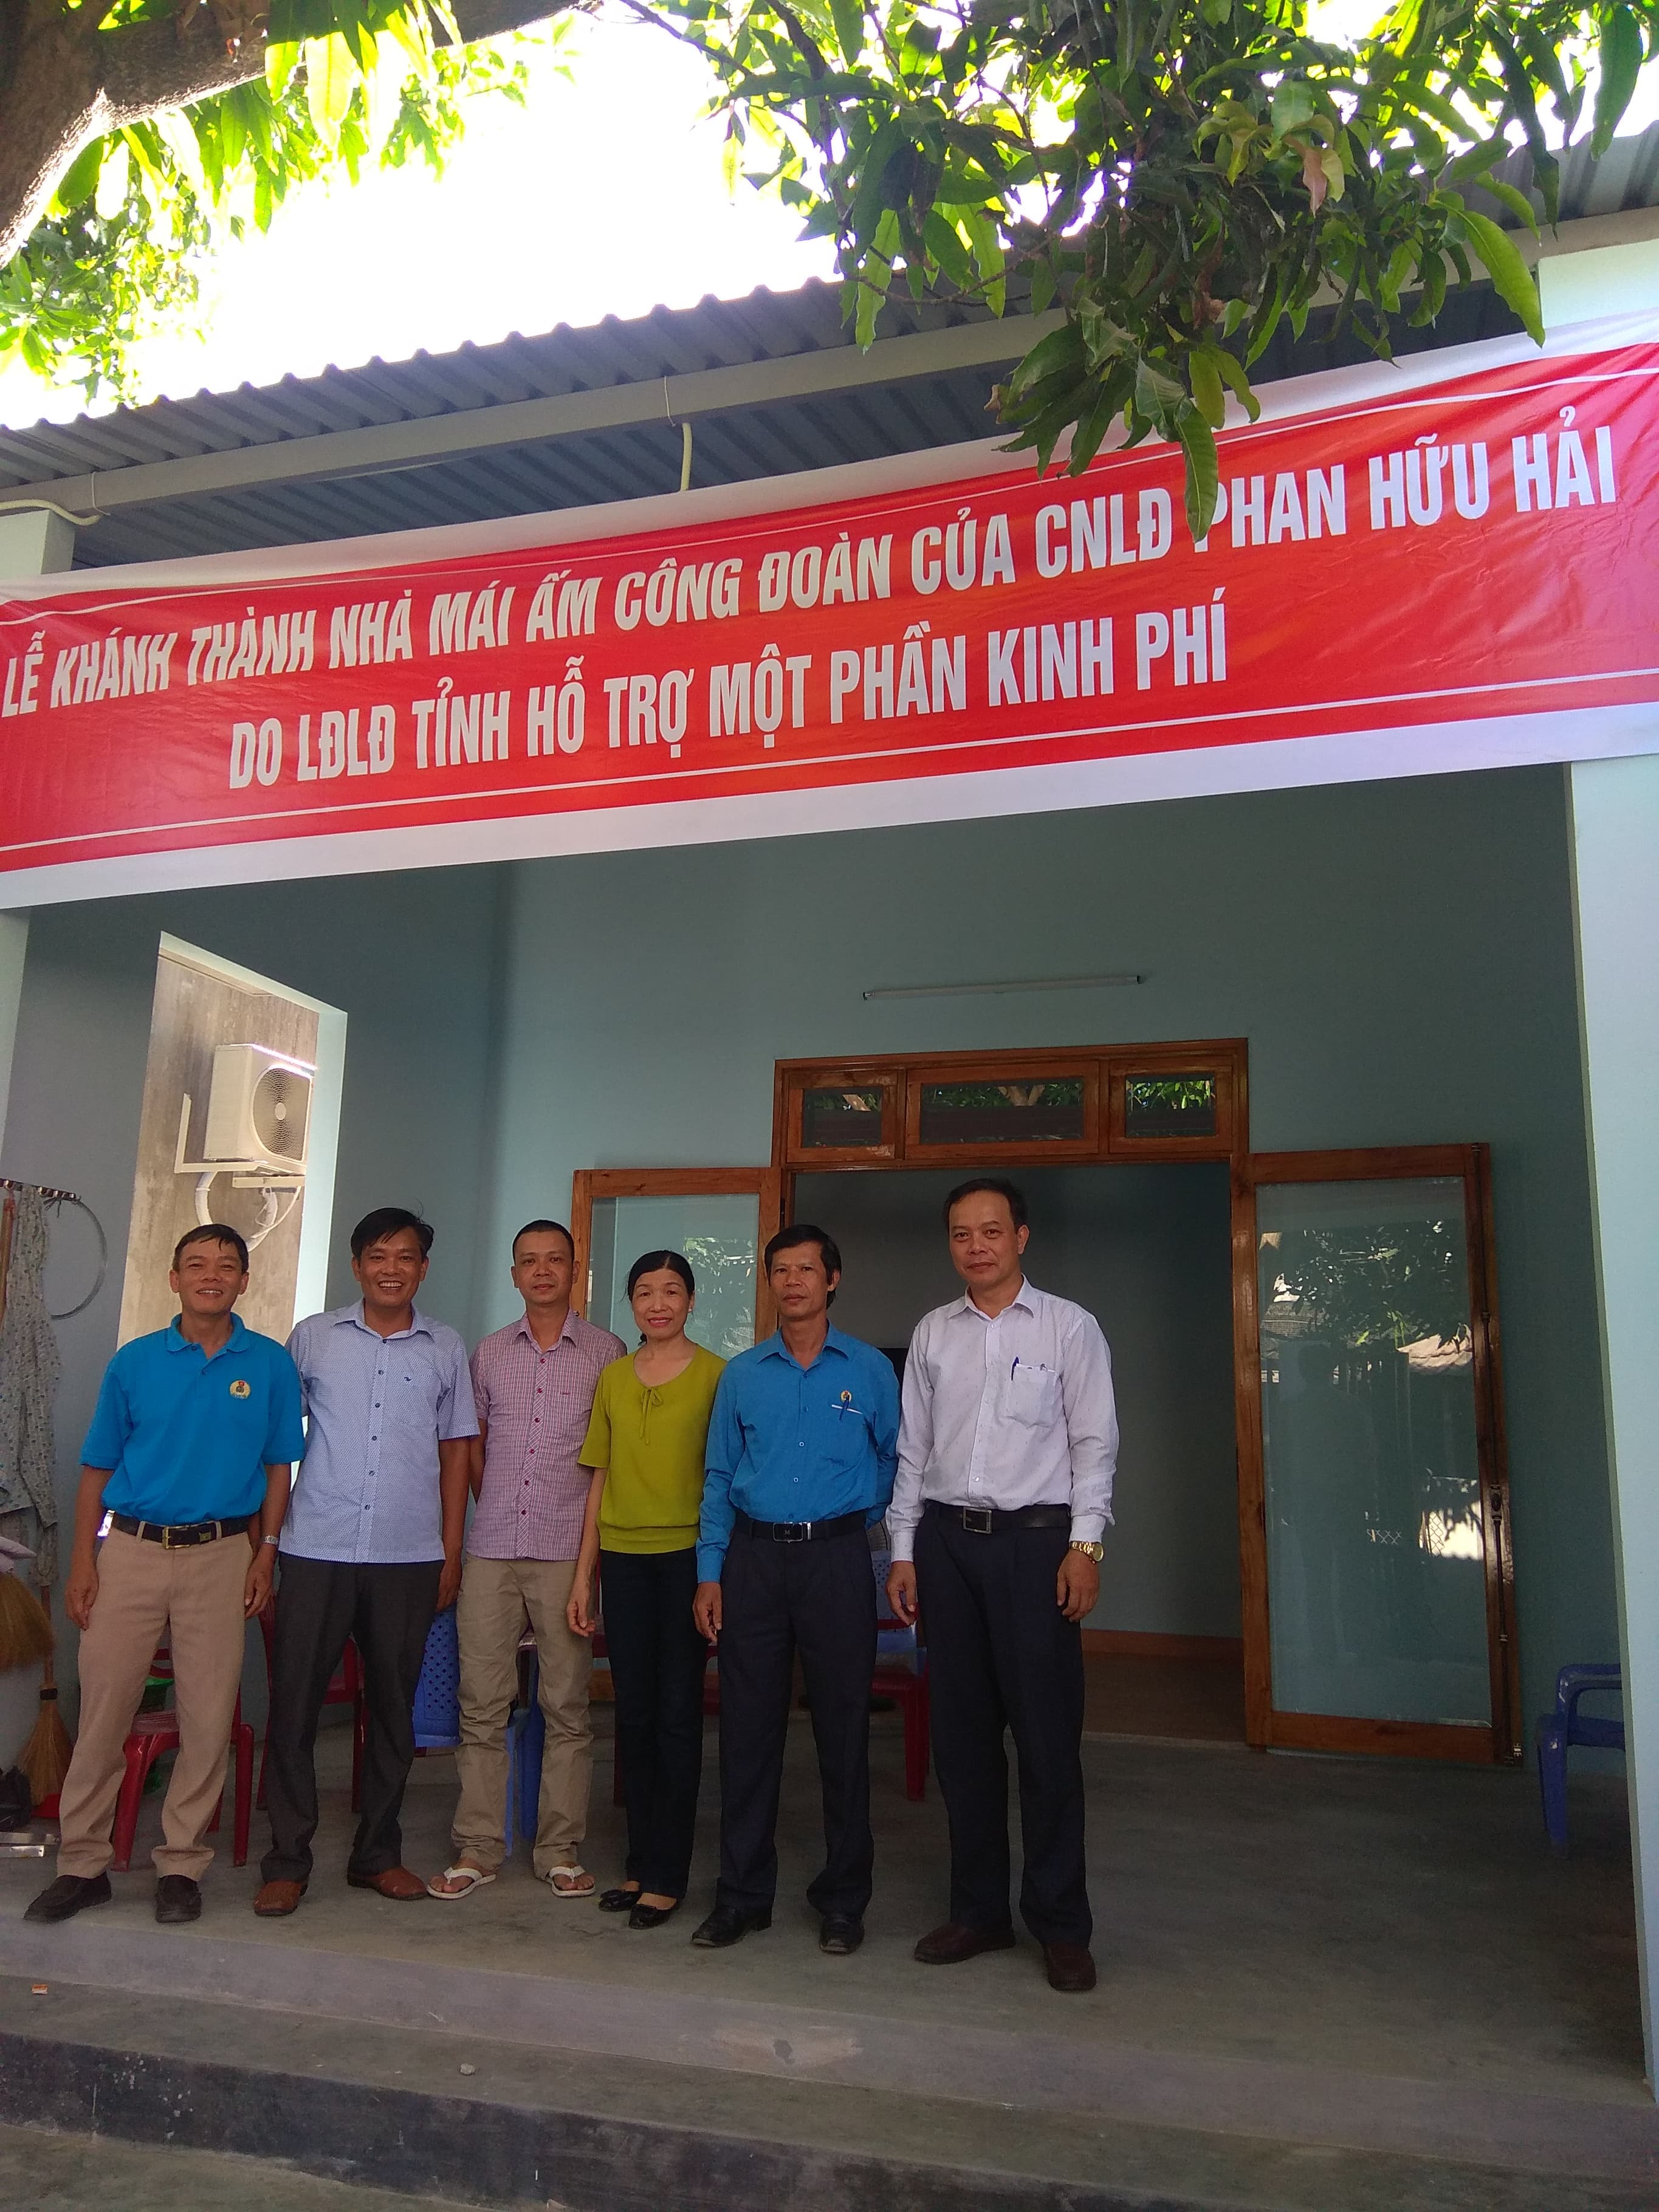 LỄ KHÁNH THÀNH NHÀ MÁI ẤM CÔNG ĐOÀN CỦA CNLĐ PHAN HỮU HẢI
DO LĐLĐ TỈNH HỖ TRỢ MỘT PHẦN KINH PHÍ